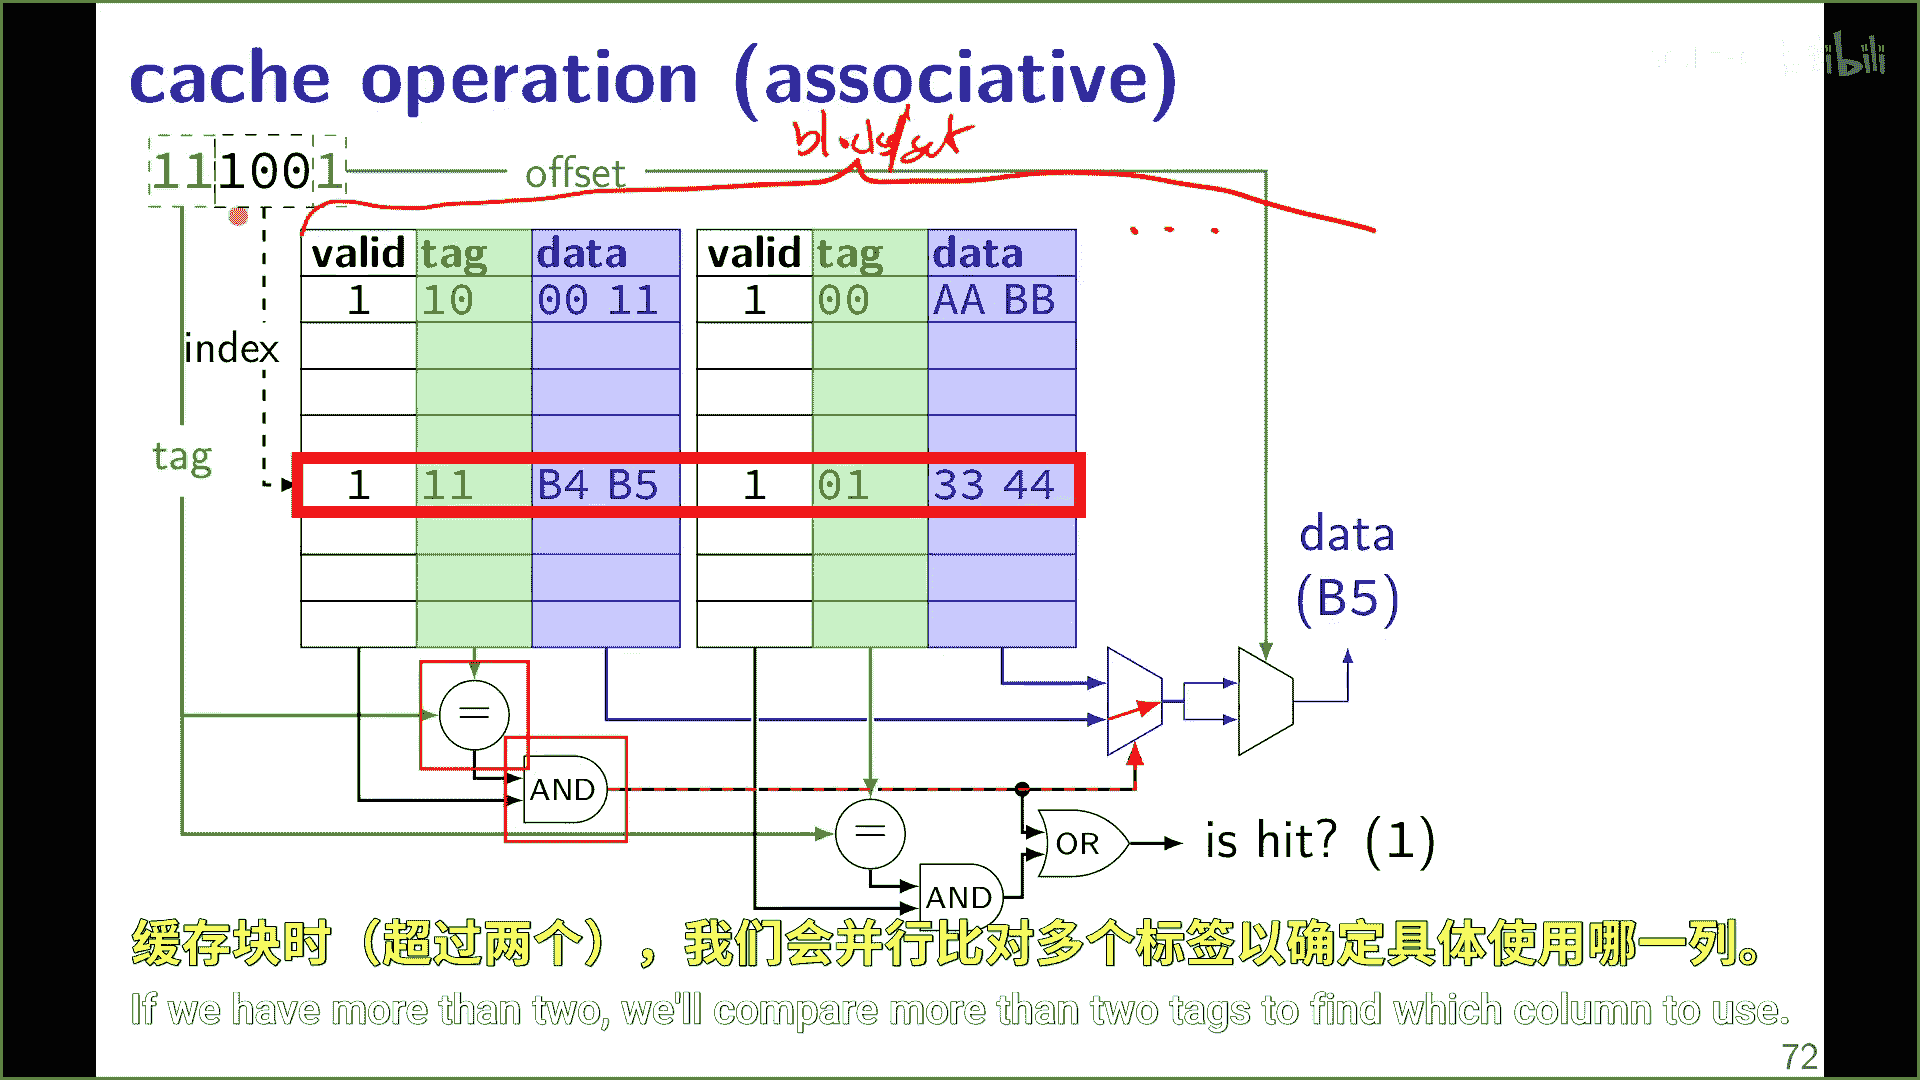 cache operation (associative)
bili
blocks/set
111001
offset
valid tag data valid tag data
1 10 00 11 1 00 AA BB
index
tag
1 11 B4 B5 1 01 33 44
data
(B5)
=
AND
=
OR
is hit? (1)
AND
缓存块时（超过两个），我们会并行比对多个标签以确定具体使用哪一列。
If we have more than two, we'll compare more than two tags to find which column to use.
72